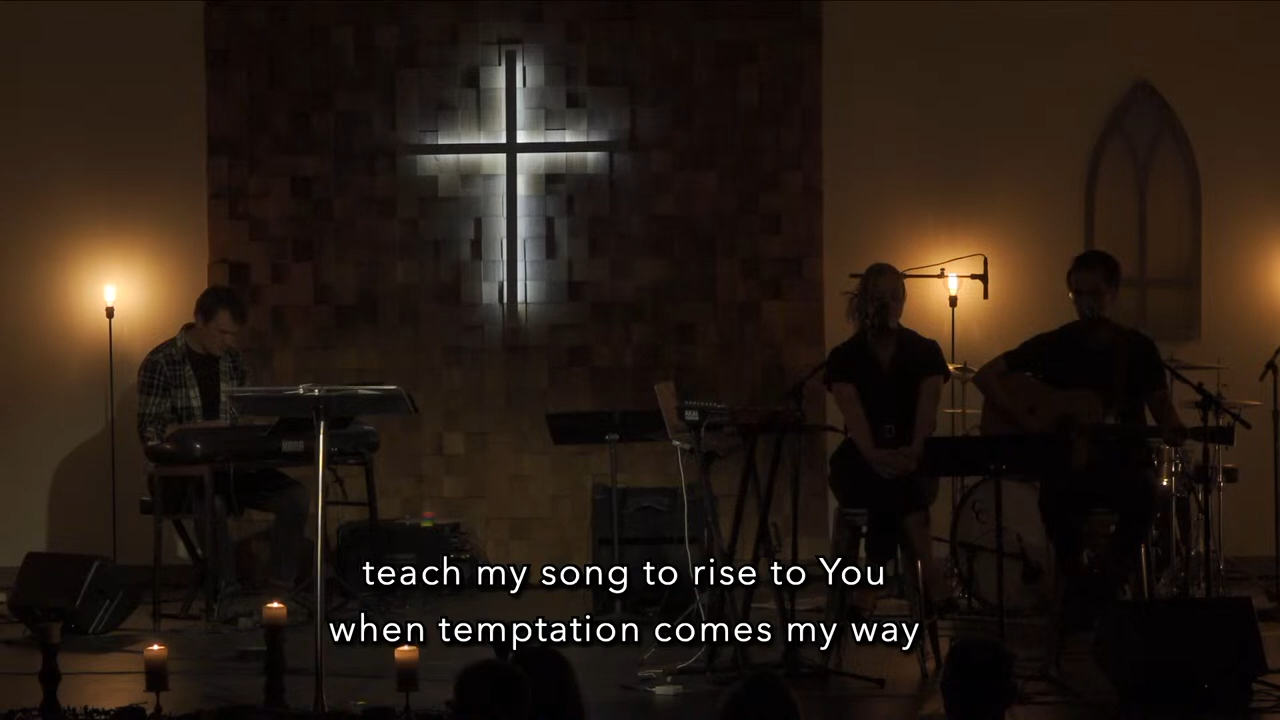 teach my song to rise to You
when temptation comes my way